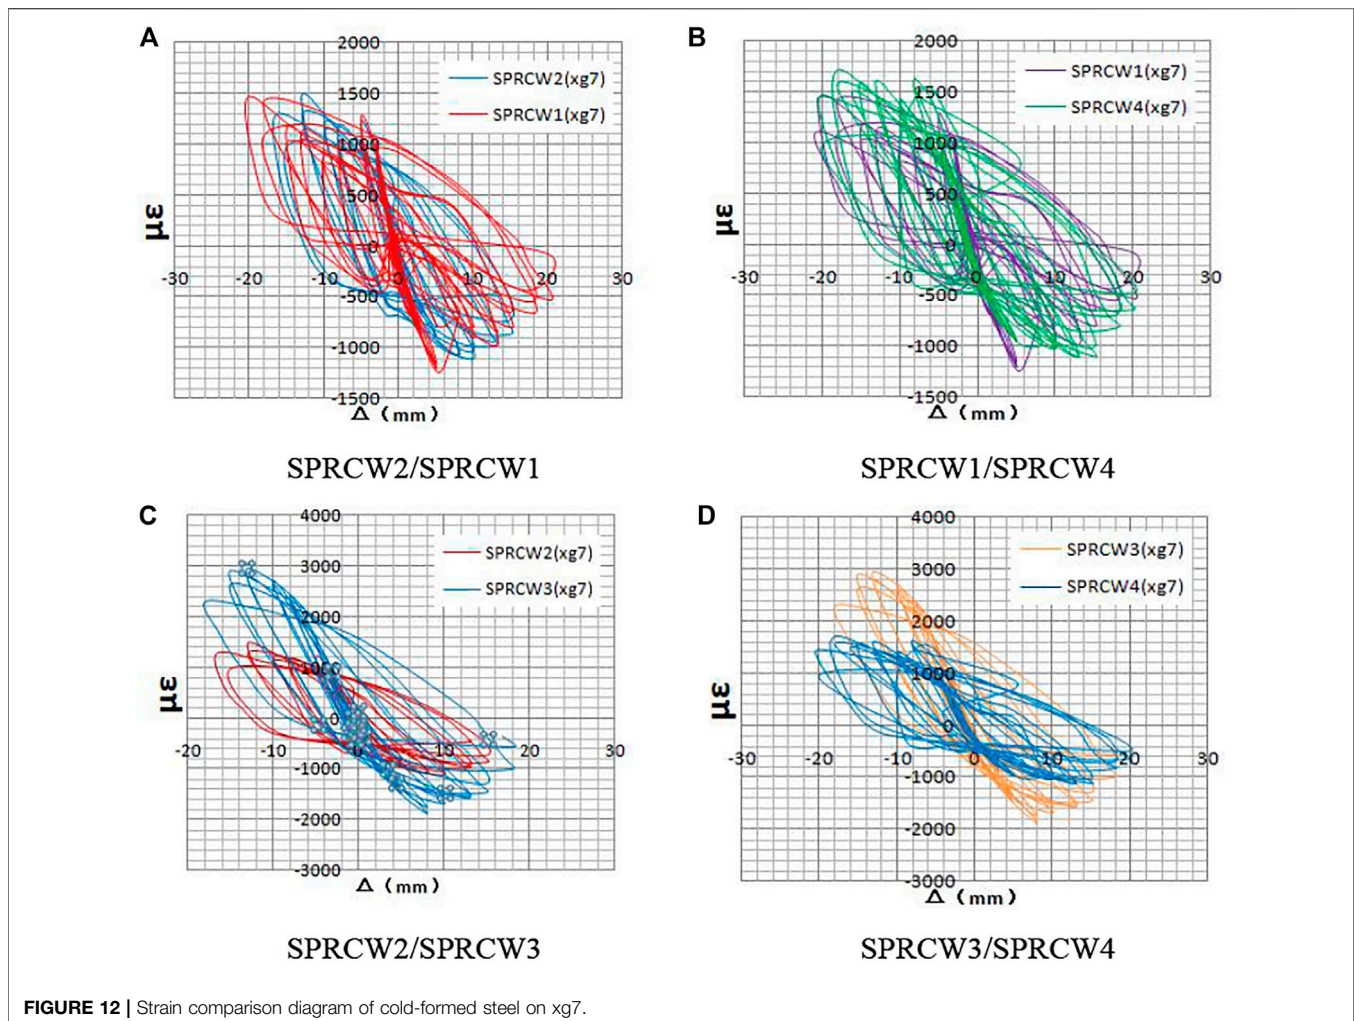 A
2000
1500
1000
500
0
-500
-1000
-1500
-30 -20 -10 0 10 20 30
SPRCW2(xg7)
SPRCW1(xg7)
με
Δ (mm)
SPRCW2/SPRCW1
B
2000
1500
1000
500
0
-500
-1000
-1500
-30 -20 -10 0 10 20 30
SPRCW1(xg7)
SPRCW4(xg7)
με
Δ (mm)
SPRCW1/SPRCW4
C
4000
3000
2000
1000
0
-1000
-2000
-3000
-20 -10 0 10 20 30
SPRCW2(xg7)
SPRCW3(xg7)
με
Δ (mm)
SPRCW2/SPRCW3
D
4000
3000
2000
1000
0
-1000
-2000
-3000
-30 -20 -10 0 10 20 30
SPRCW3(xg7)
SPRCW4(xg7)
με
Δ (mm)
SPRCW3/SPRCW4
FIGURE 12 | Strain comparison diagram of cold-formed steel on xg7.